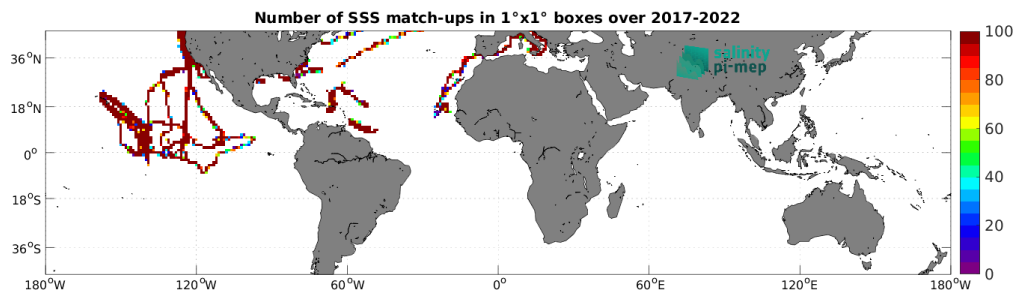 Number of SSS match-ups in 1°x1° boxes over 2017-2022
salinity
pi-mep
36°N
18°N
0°
18°S
36°S
180°W
120°W
60°W
0°
60°E
120°E
180°W
100
80
60
40
20
0